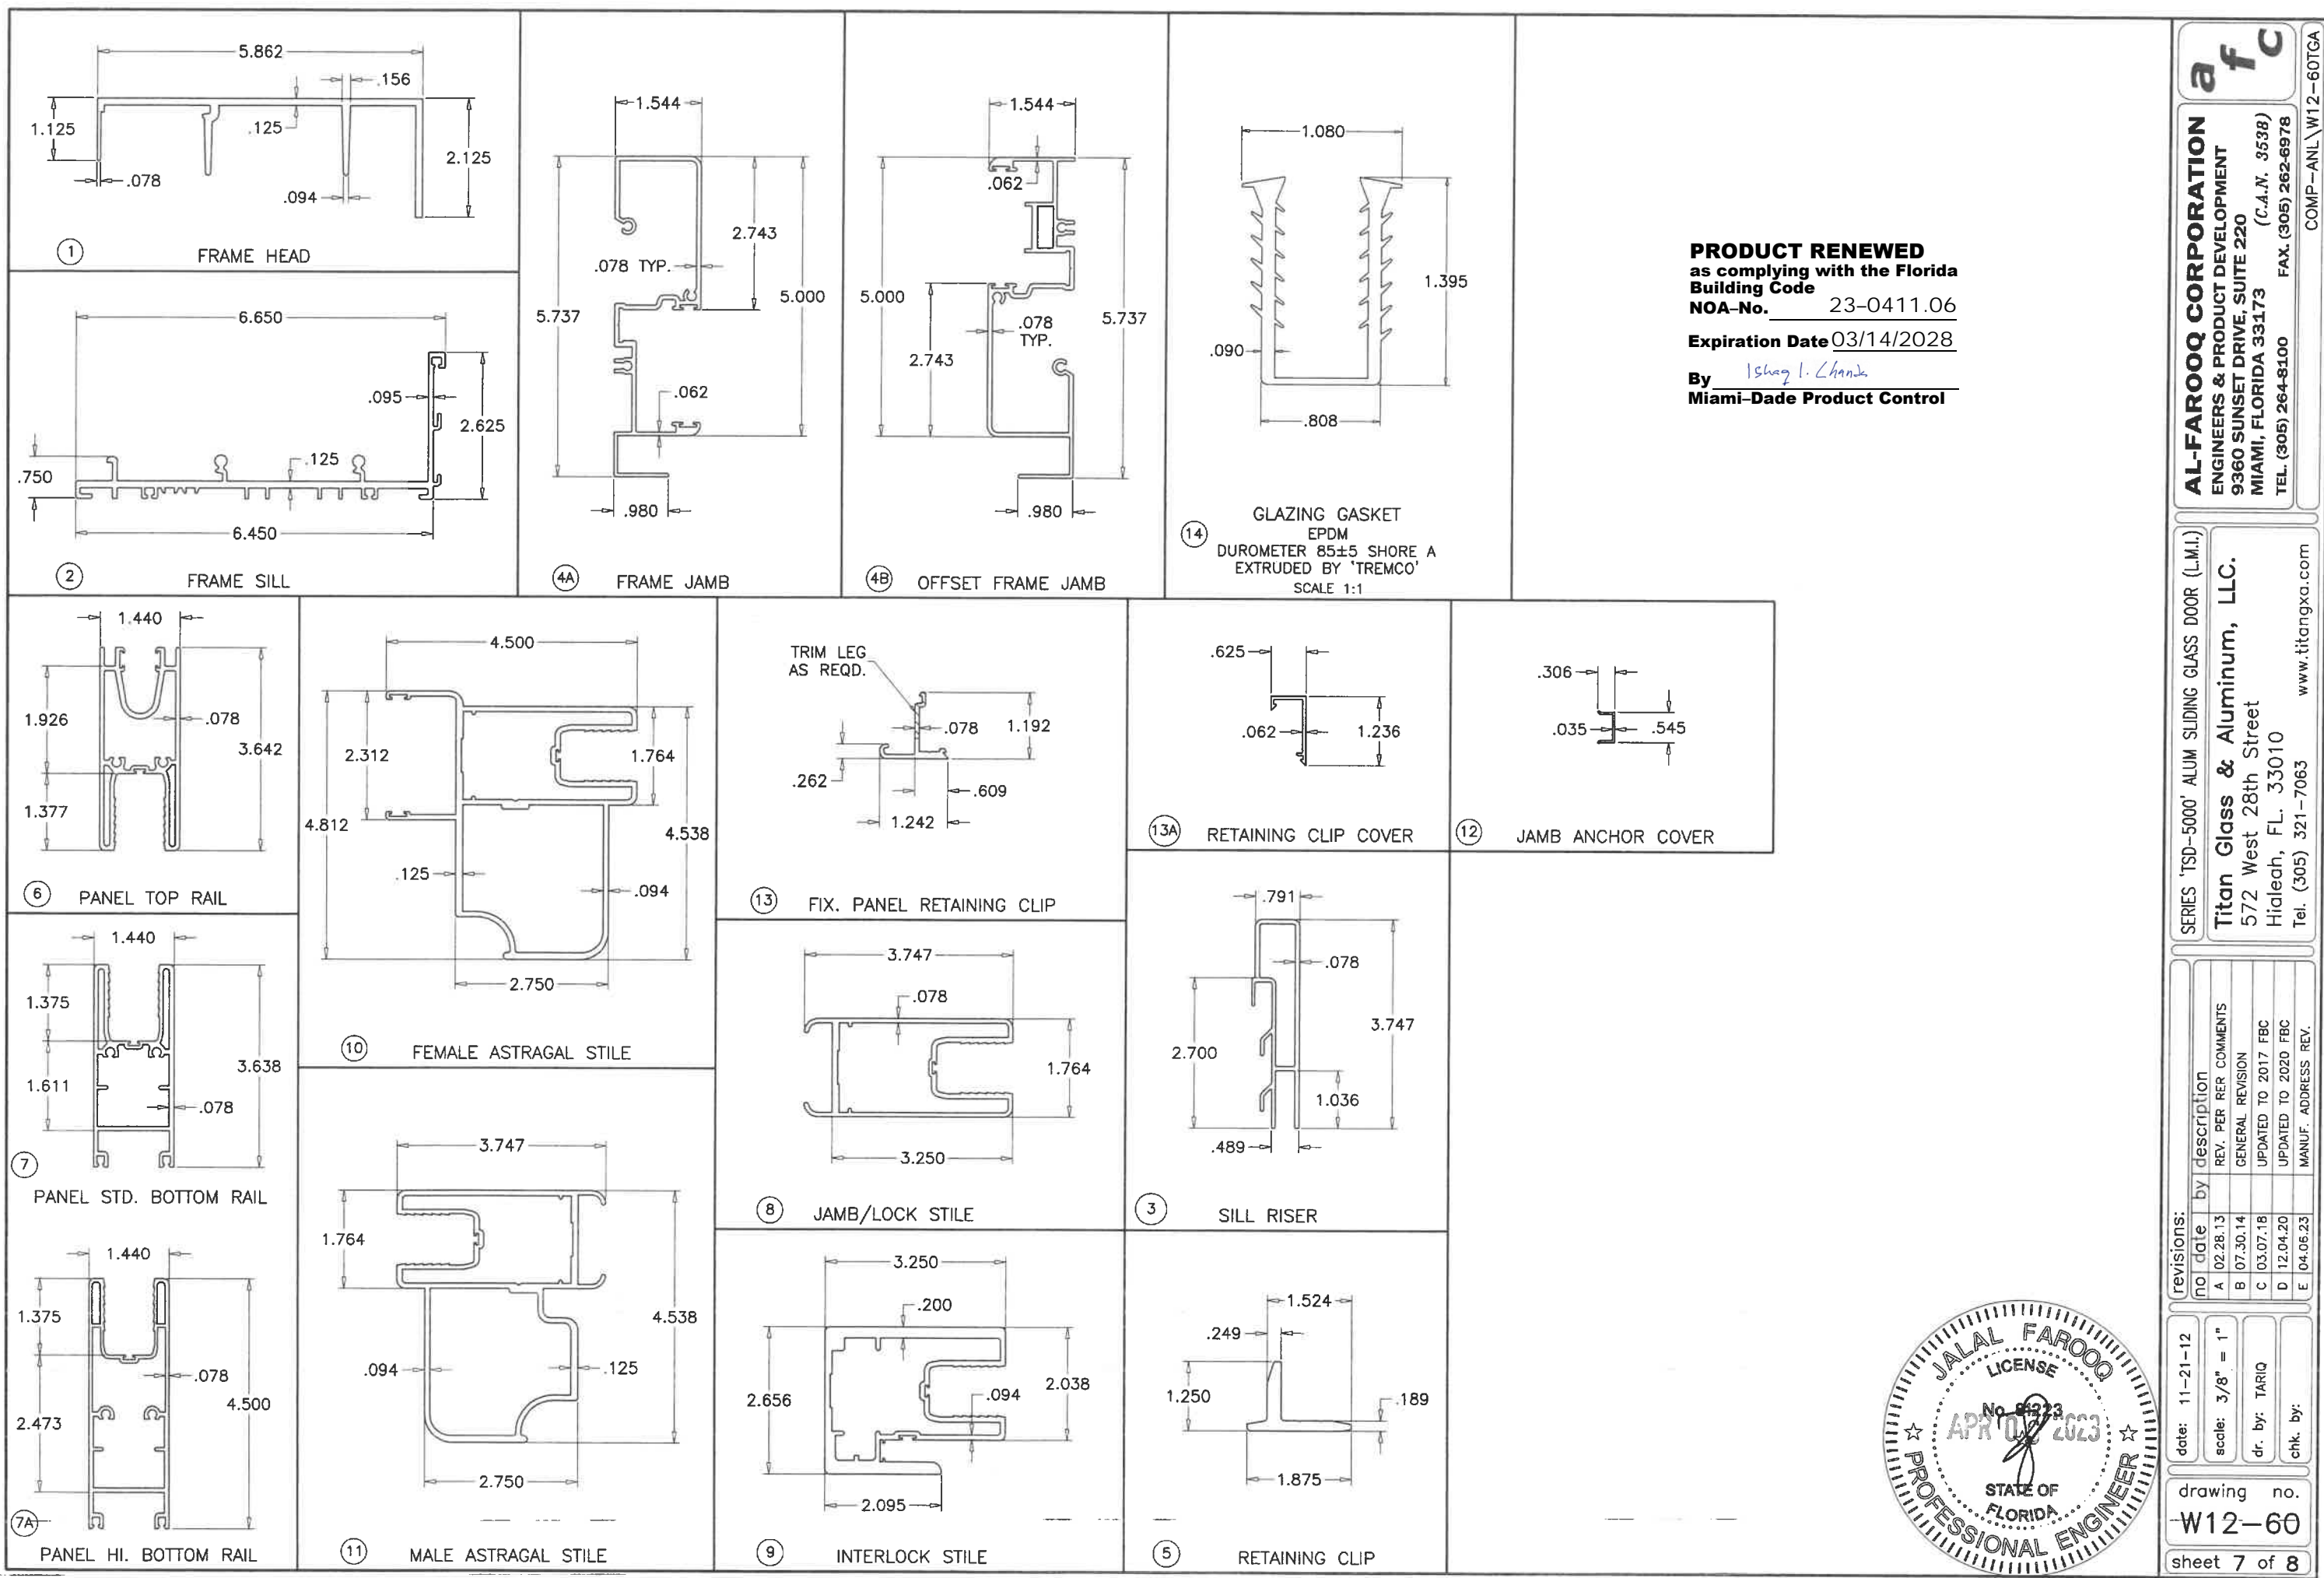 5.862
.156
1.125
.125
2.125
.078
.094
1
FRAME HEAD
6.650
.095
2.625
.125
.750
6.450
2
FRAME SILL
1.544
2.743
.078 TYP.
5.000
5.737
.062
.980
4A
FRAME JAMB
1.544
.062
5.000
.078
TYP.
5.737
2.743
.980
4B
OFFSET FRAME JAMB
1.080
1.395
.090
.808
14
GLAZING GASKET
EPDM
DUROMETER 85±5 SHORE A
EXTRUDED BY 'TREMCO'
SCALE 1:1
PRODUCT RENEWED
as complying with the Florida
Building Code
NOA-No. 23-0411.06
Expiration Date 03/14/2028
By Ishaq I. Chanda
Miami-Dade Product Control
1.440
1.926
.078
3.642
1.377
6
PANEL TOP RAIL
1.440
1.375
3.638
1.611
.078
7
PANEL STD. BOTTOM RAIL
1.440
1.375
.078
4.500
2.473
7A
PANEL HI. BOTTOM RAIL
4.500
2.312
1.764
4.812
4.538
.125
.094
2.750
10
FEMALE ASTRAGAL STILE
3.747
1.764
4.538
.094
.125
2.750
11
MALE ASTRAGAL STILE
TRIM LEG
AS REQD.
.078
1.192
.262
.609
1.242
13
FIX. PANEL RETAINING CLIP
3.747
.078
1.764
3.250
8
JAMB/LOCK STILE
3.250
.200
2.656
.094
2.038
2.095
9
INTERLOCK STILE
.625
.062
1.236
13A
RETAINING CLIP COVER
.306
.035
.545
12
JAMB ANCHOR COVER
.791
.078
3.747
2.700
1.036
.489
3
SILL RISER
1.524
.249
1.250
.189
1.875
5
RETAINING CLIP
JALAL FAROOQ
LICENSE
No. 81223
APR 2023
STATE OF
FLORIDA
PROFESSIONAL ENGINEER
afc
AL-FAROOQ CORPORATION
ENGINEERS & PRODUCT DEVELOPMENT
9360 SUNSET DRIVE, SUITE 220
MIAMI, FLORIDA 33173 (C.A.N. 3538)
TEL. (305) 264-8100 FAX. (305) 262-6978
COMP-ANL\W12-60TGA
SERIES 'TSD-5000' ALUM SLIDING GLASS DOOR (L.M.I.)
Titan Glass & Aluminum, LLC.
572 West 28th Street
Hialeah, FL. 33010
Tel. (305) 321-7063 www.titangxa.com
revisions:
no date by description
A 02.28.13 REV. PER RER COMMENTS
B 07.30.14 GENERAL REVISION
C 03.07.18 UPDATED TO 2017 FBC
D 12.04.20 UPDATED TO 2020 FBC
E 04.06.23 MANUF. ADDRESS REV.
date: 11-21-12
scale: 3/8" = 1"
dr. by: TARIQ
chk. by:
drawing no.
W12-60
sheet 7 of 8